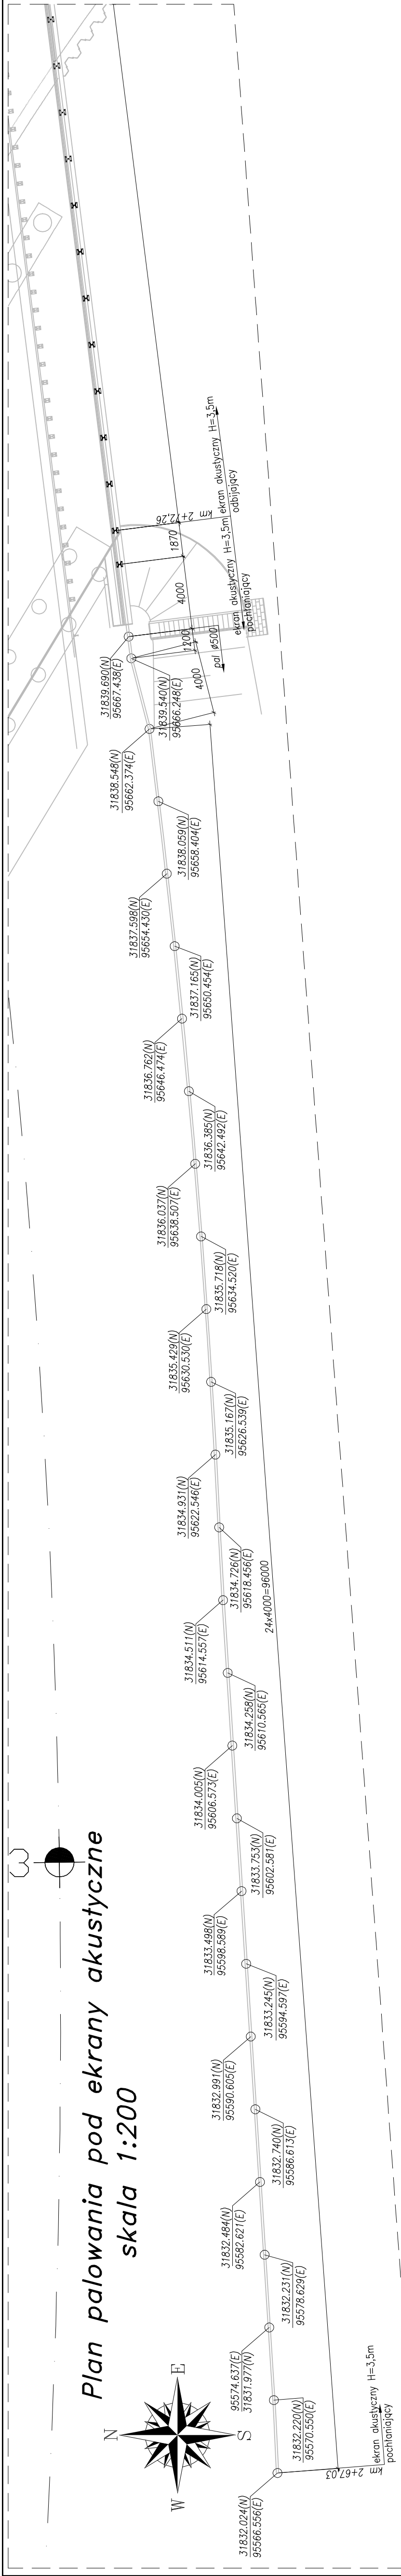 Plan palowania pod ekrany akustyczne
skala 1:200
N
E
S
W
3
31832.024(N)
95566.556(E)
31832.220(N)
95570.550(E)
95574.637(E)
31831.977(N)
31832.231(N)
95578.629(E)
31832.484(N)
95582.621(E)
31832.740(N)
95586.613(E)
31832.991(N)
95590.605(E)
31833.245(N)
95594.597(E)
31833.498(N)
95598.589(E)
31833.753(N)
95602.581(E)
31834.005(N)
95606.573(E)
31834.258(N)
95610.565(E)
31834.511(N)
95614.557(E)
31834.726(N)
95618.456(E)
31834.931(N)
95622.546(E)
31835.167(N)
95626.539(E)
31835.429(N)
95630.530(E)
31835.718(N)
95634.520(E)
31836.037(N)
95638.507(E)
31836.385(N)
95642.492(E)
31836.762(N)
95646.474(E)
31837.165(N)
95650.454(E)
31837.598(N)
95654.430(E)
31838.059(N)
95658.404(E)
31838.548(N)
95662.374(E)
31839.540(N)
95666.248(E)
31839.690(N)
95667.438(E)
24x4000=96000
4000
1200
4000
1870
pal ø500
km 2+67,03
ekran akustyczny H=3,5m
pochłaniający
km 2+72,26
ekran akustyczny H=3,5m
pochłaniający
ekran akustyczny H=3,5m
odbijający